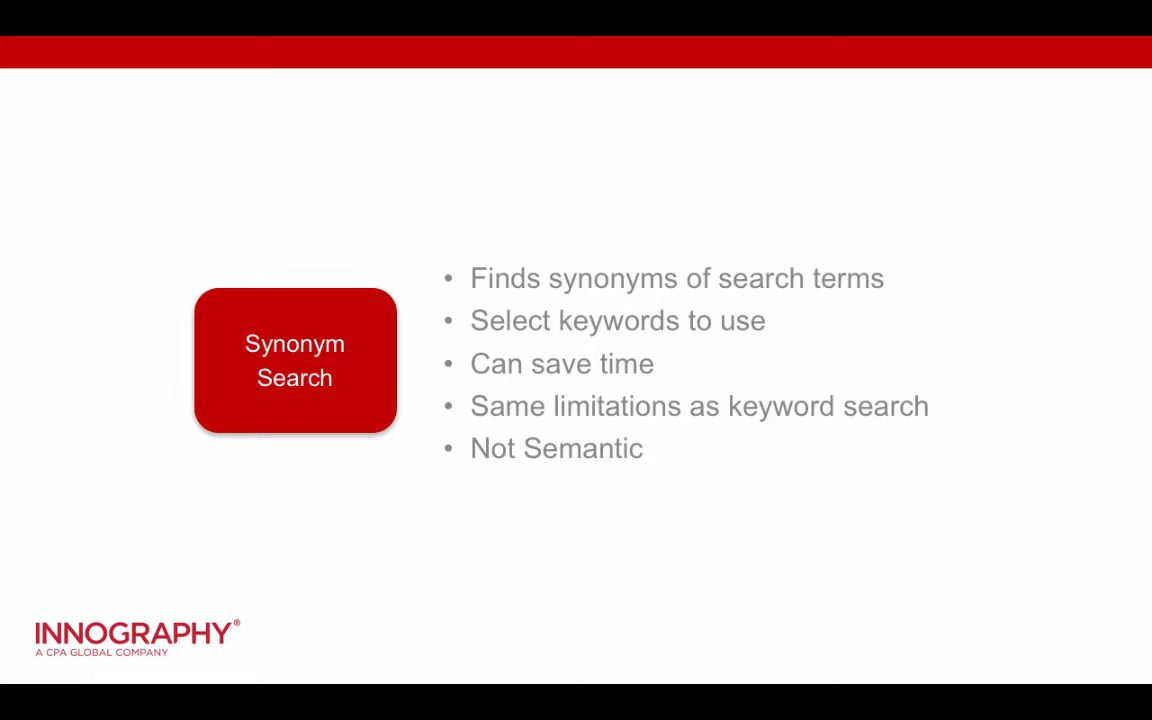 Synonym
Search
• Finds synonyms of search terms
• Select keywords to use
• Can save time
• Same limitations as keyword search
• Not Semantic
INNOGRAPHY®
A CPA GLOBAL COMPANY